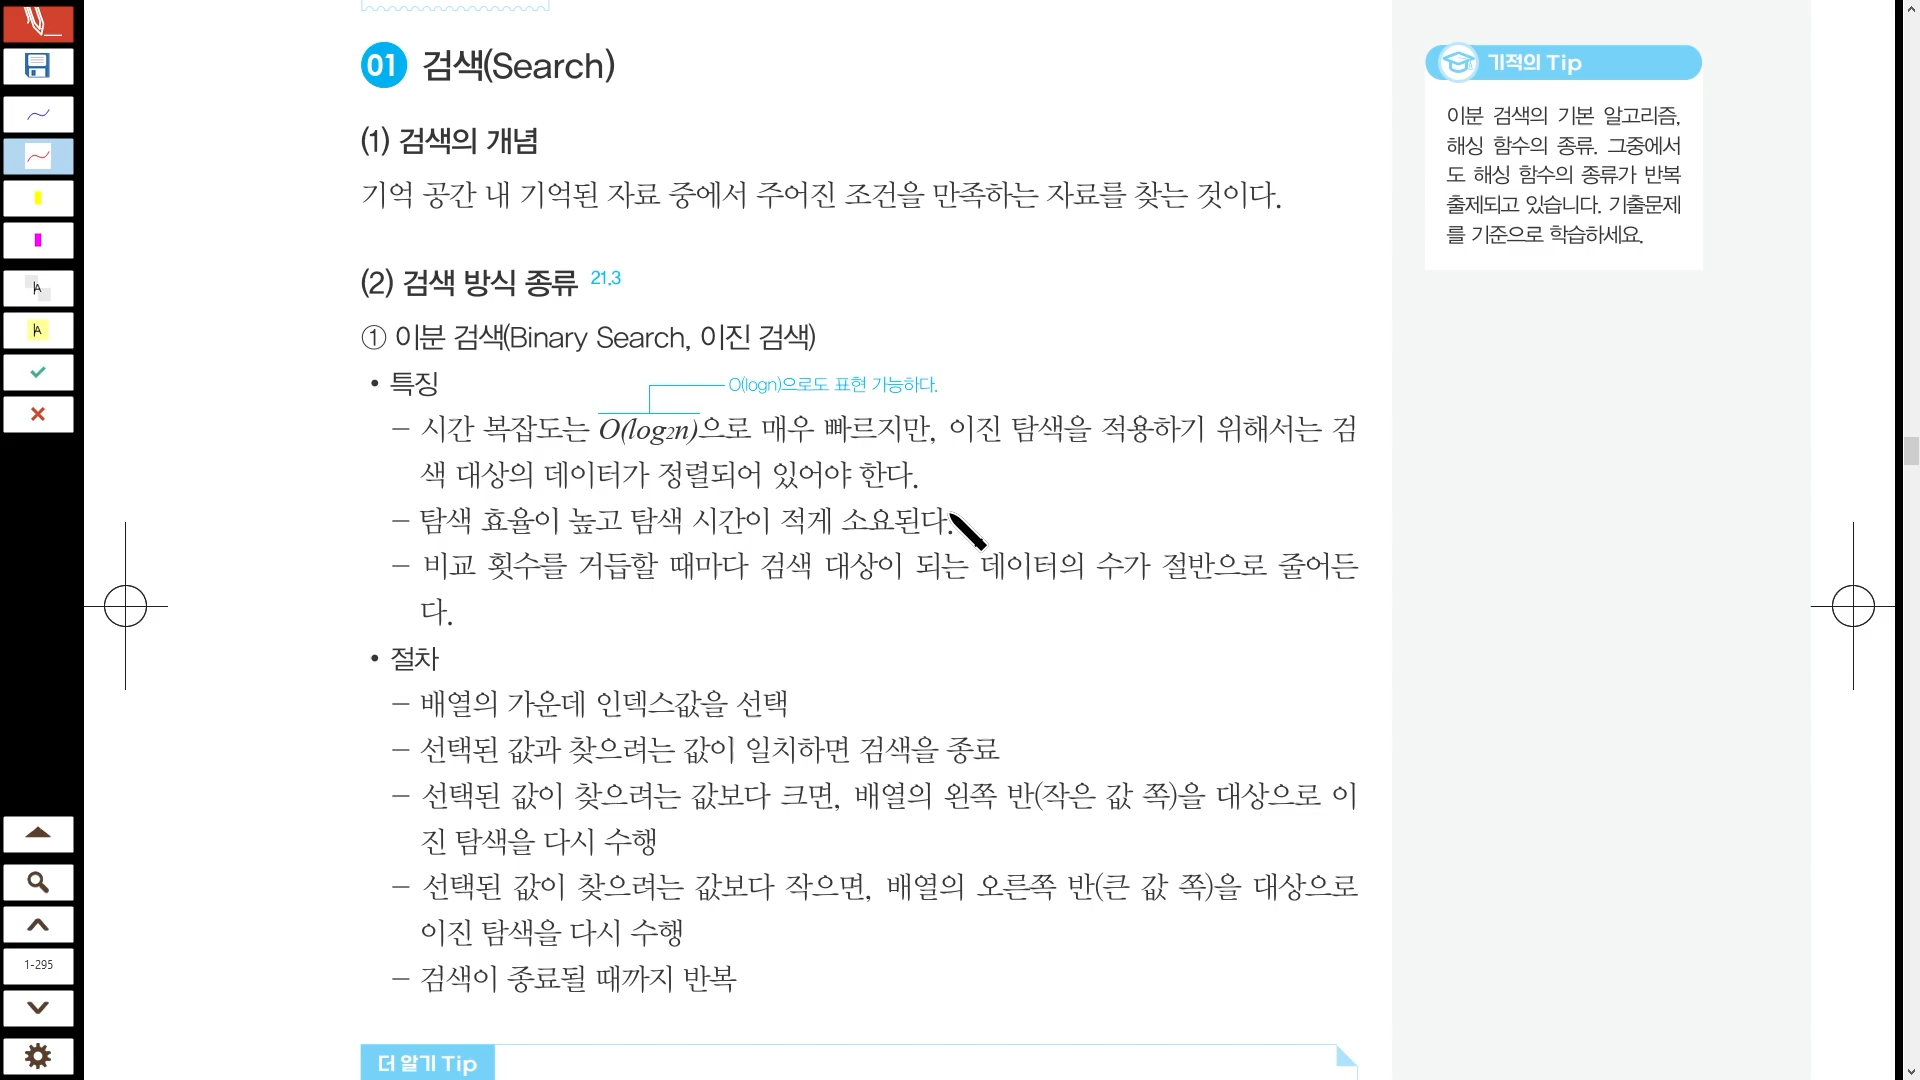 01 검색(Search)
(1) 검색의 개념
기억 공간 내 기억된 자료 중에서 주어진 조건을 만족하는 자료를 찾는 것이다.
(2) 검색 방식 종류 21.3
① 이분 검색(Binary Search, 이진 검색)
• 특징
O(logn)으로도 표현 가능하다.
– 시간 복잡도는 O(log₂n)으로 매우 빠르지만, 이진 탐색을 적용하기 위해서는 검
색 대상의 데이터가 정렬되어 있어야 한다.
– 탐색 효율이 높고 탐색 시간이 적게 소요된다.
– 비교 횟수를 거듭할 때마다 검색 대상이 되는 데이터의 수가 절반으로 줄어든
다.
• 절차
– 배열의 가운데 인덱스값을 선택
– 선택된 값과 찾으려는 값이 일치하면 검색을 종료
– 선택된 값이 찾으려는 값보다 크면, 배열의 왼쪽 반(작은 값 쪽)을 대상으로 이
진 탐색을 다시 수행
– 선택된 값이 찾으려는 값보다 작으면, 배열의 오른쪽 반(큰 값 쪽)을 대상으로
이진 탐색을 다시 수행
– 검색이 종료될 때까지 반복
더 알기 Tip
기적의 Tip
이분 검색의 기본 알고리즘,
해싱 함수의 종류. 그중에서
도 해싱 함수의 종류가 반복
출제되고 있습니다. 기출문제
를 기준으로 학습하세요.
A
A
1-295